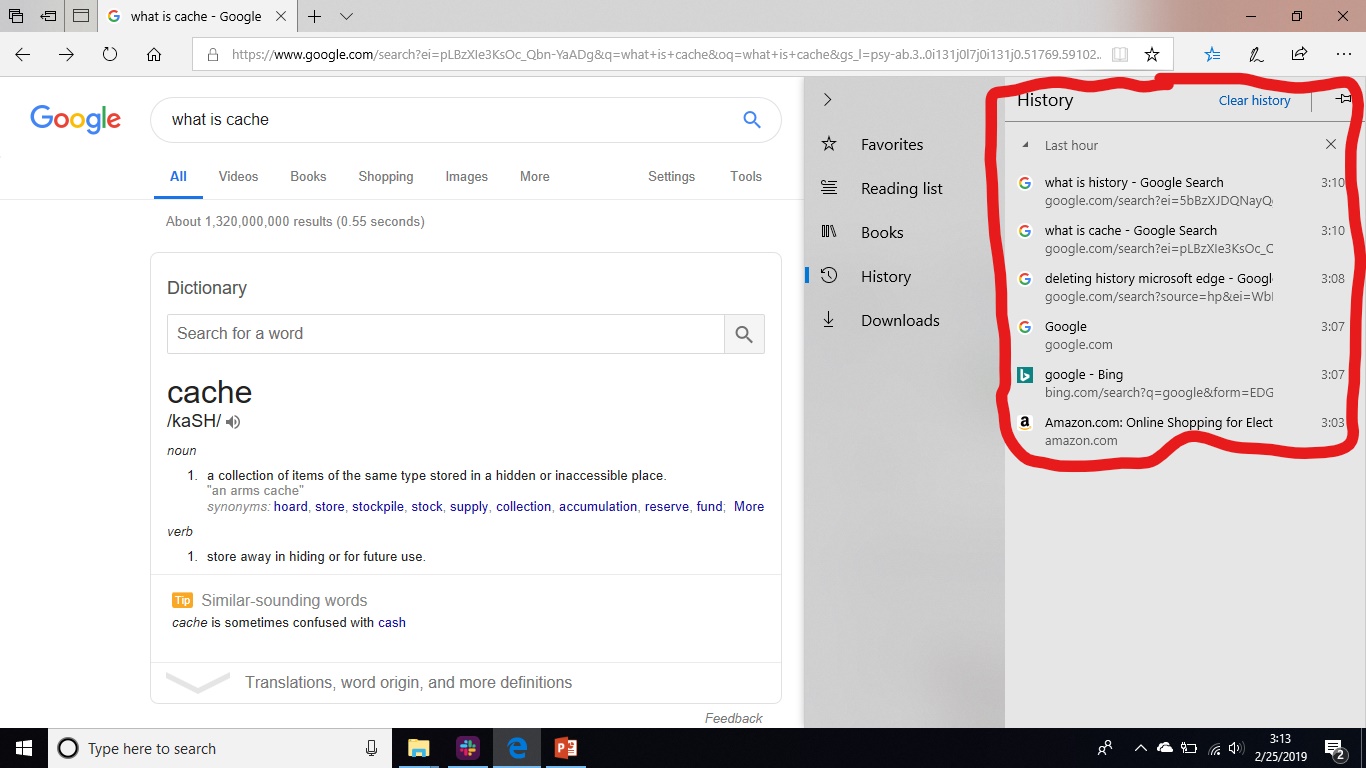 what is cache - Google
https://www.google.com/search?ei=pLBzXIe3KsOc_Qbn-YaADg&q=what+is+cache&oq=what+is+cache&gs_l=psy-ab.3..0i131j0l7j0i131j0.51769.59102..
Google
what is cache
All Videos Books Shopping Images More Settings Tools
About 1,320,000,000 results (0.55 seconds)
Dictionary
Search for a word
cache
/kaSH/
noun
1. a collection of items of the same type stored in a hidden or inaccessible place.
"an arms cache"
synonyms: hoard, store, stockpile, stock, supply, collection, accumulation, reserve, fund; More
verb
1. store away in hiding or for future use.
Tip Similar-sounding words
cache is sometimes confused with cash
Translations, word origin, and more definitions
Feedback
Favorites
Reading list
Books
History
Downloads
History Clear history
Last hour
what is history - Google Search 3:10
google.com/search?ei=5bBzXJDQNayQ
what is cache - Google Search 3:10
google.com/search?ei=pLBzXIe3KsOc_Q
deleting history microsoft edge - Googl 3:08
google.com/search?source=hp&ei=Wb
Google 3:07
google.com
google - Bing 3:07
bing.com/search?q=google&form=EDG
Amazon.com: Online Shopping for Elect 3:03
amazon.com
Type here to search
3:13
2/25/2019
2